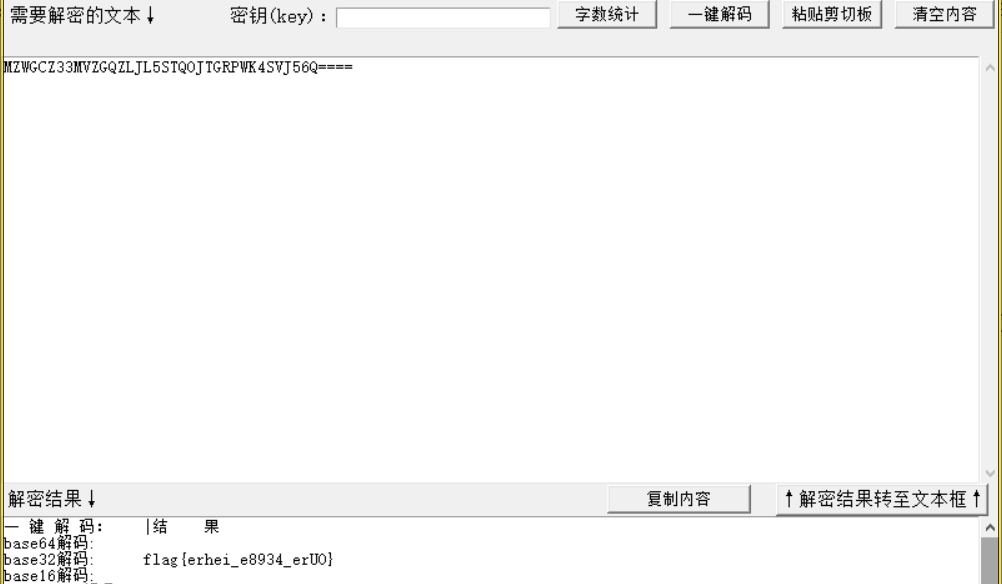 需要解密的文本↓ 密钥(key)： 字数统计 一键解码 粘贴剪切板 清空内容
MZWGCZ33MVZGQZLJL5STQOJTGRPWK4SVJ56Q====
解密结果↓ 复制内容 ↑解密结果转至文本框↑
一 键 解 码: |结 果
base64解码:
base32解码: flag{erhei_e8934_erUO}
base16解码: